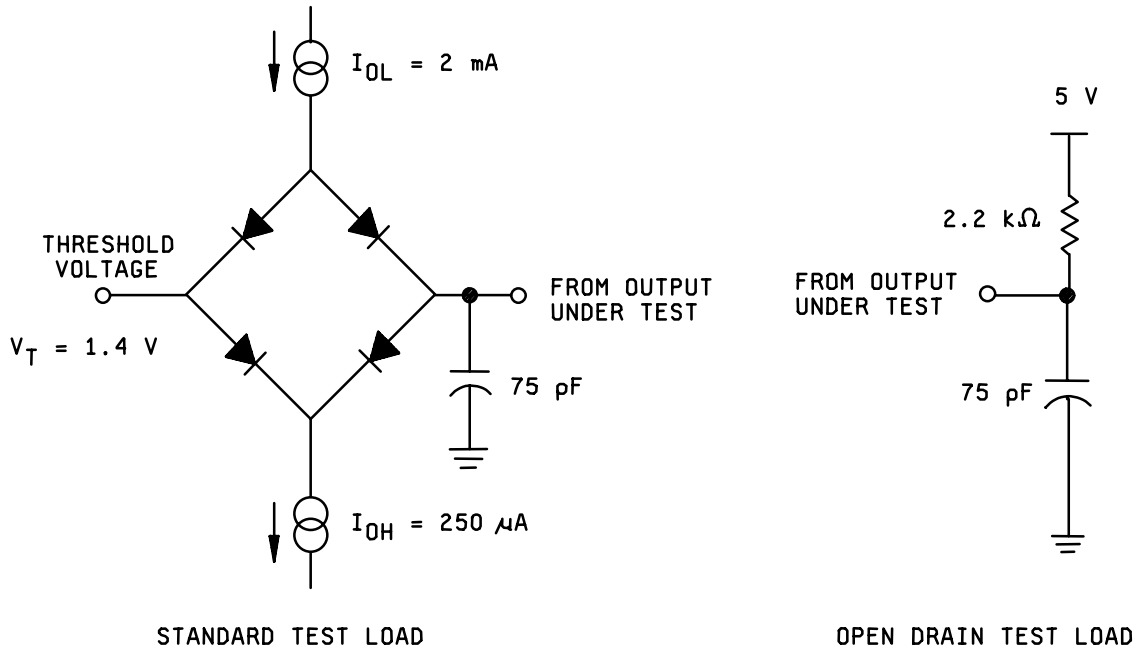 I_OL = 2 mA
THRESHOLD
VOLTAGE
V_T = 1.4 V
FROM OUTPUT
UNDER TEST
75 pF
I_OH = 250 μA
STANDARD TEST LOAD
5 V
2.2 kΩ
FROM OUTPUT
UNDER TEST
75 pF
OPEN DRAIN TEST LOAD